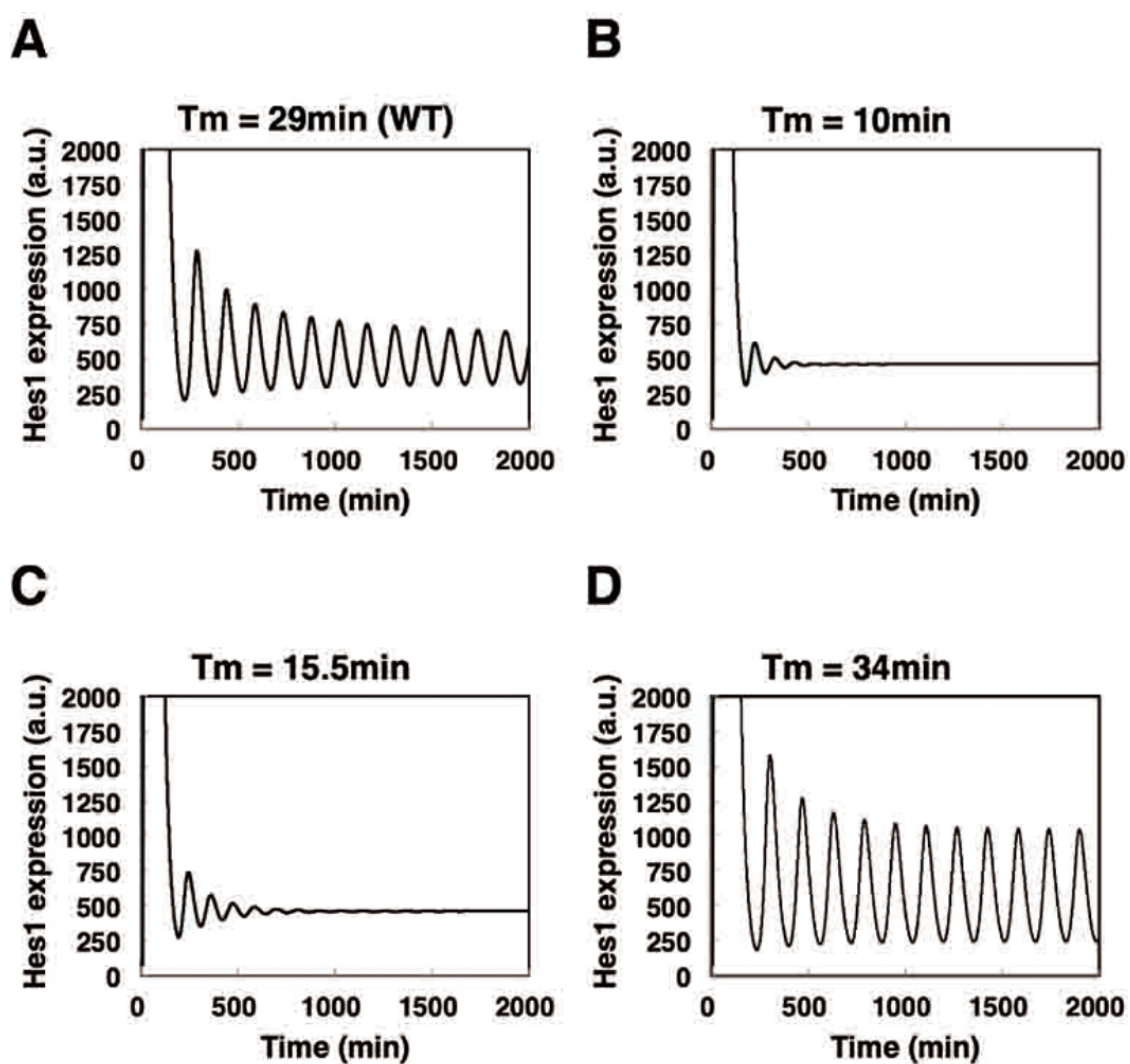 A
Tm = 29min (WT)
Hes1 expression (a.u.)
2000
1750
1500
1250
1000
750
500
250
0
0 500 1000 1500 2000
Time (min)
B
Tm = 10min
Hes1 expression (a.u.)
2000
1750
1500
1250
1000
750
500
250
0
0 500 1000 1500 2000
Time (min)
C
Tm = 15.5min
Hes1 expression (a.u.)
2000
1750
1500
1250
1000
750
500
250
0
0 500 1000 1500 2000
Time (min)
D
Tm = 34min
Hes1 expression (a.u.)
2000
1750
1500
1250
1000
750
500
250
0
0 500 1000 1500 2000
Time (min)